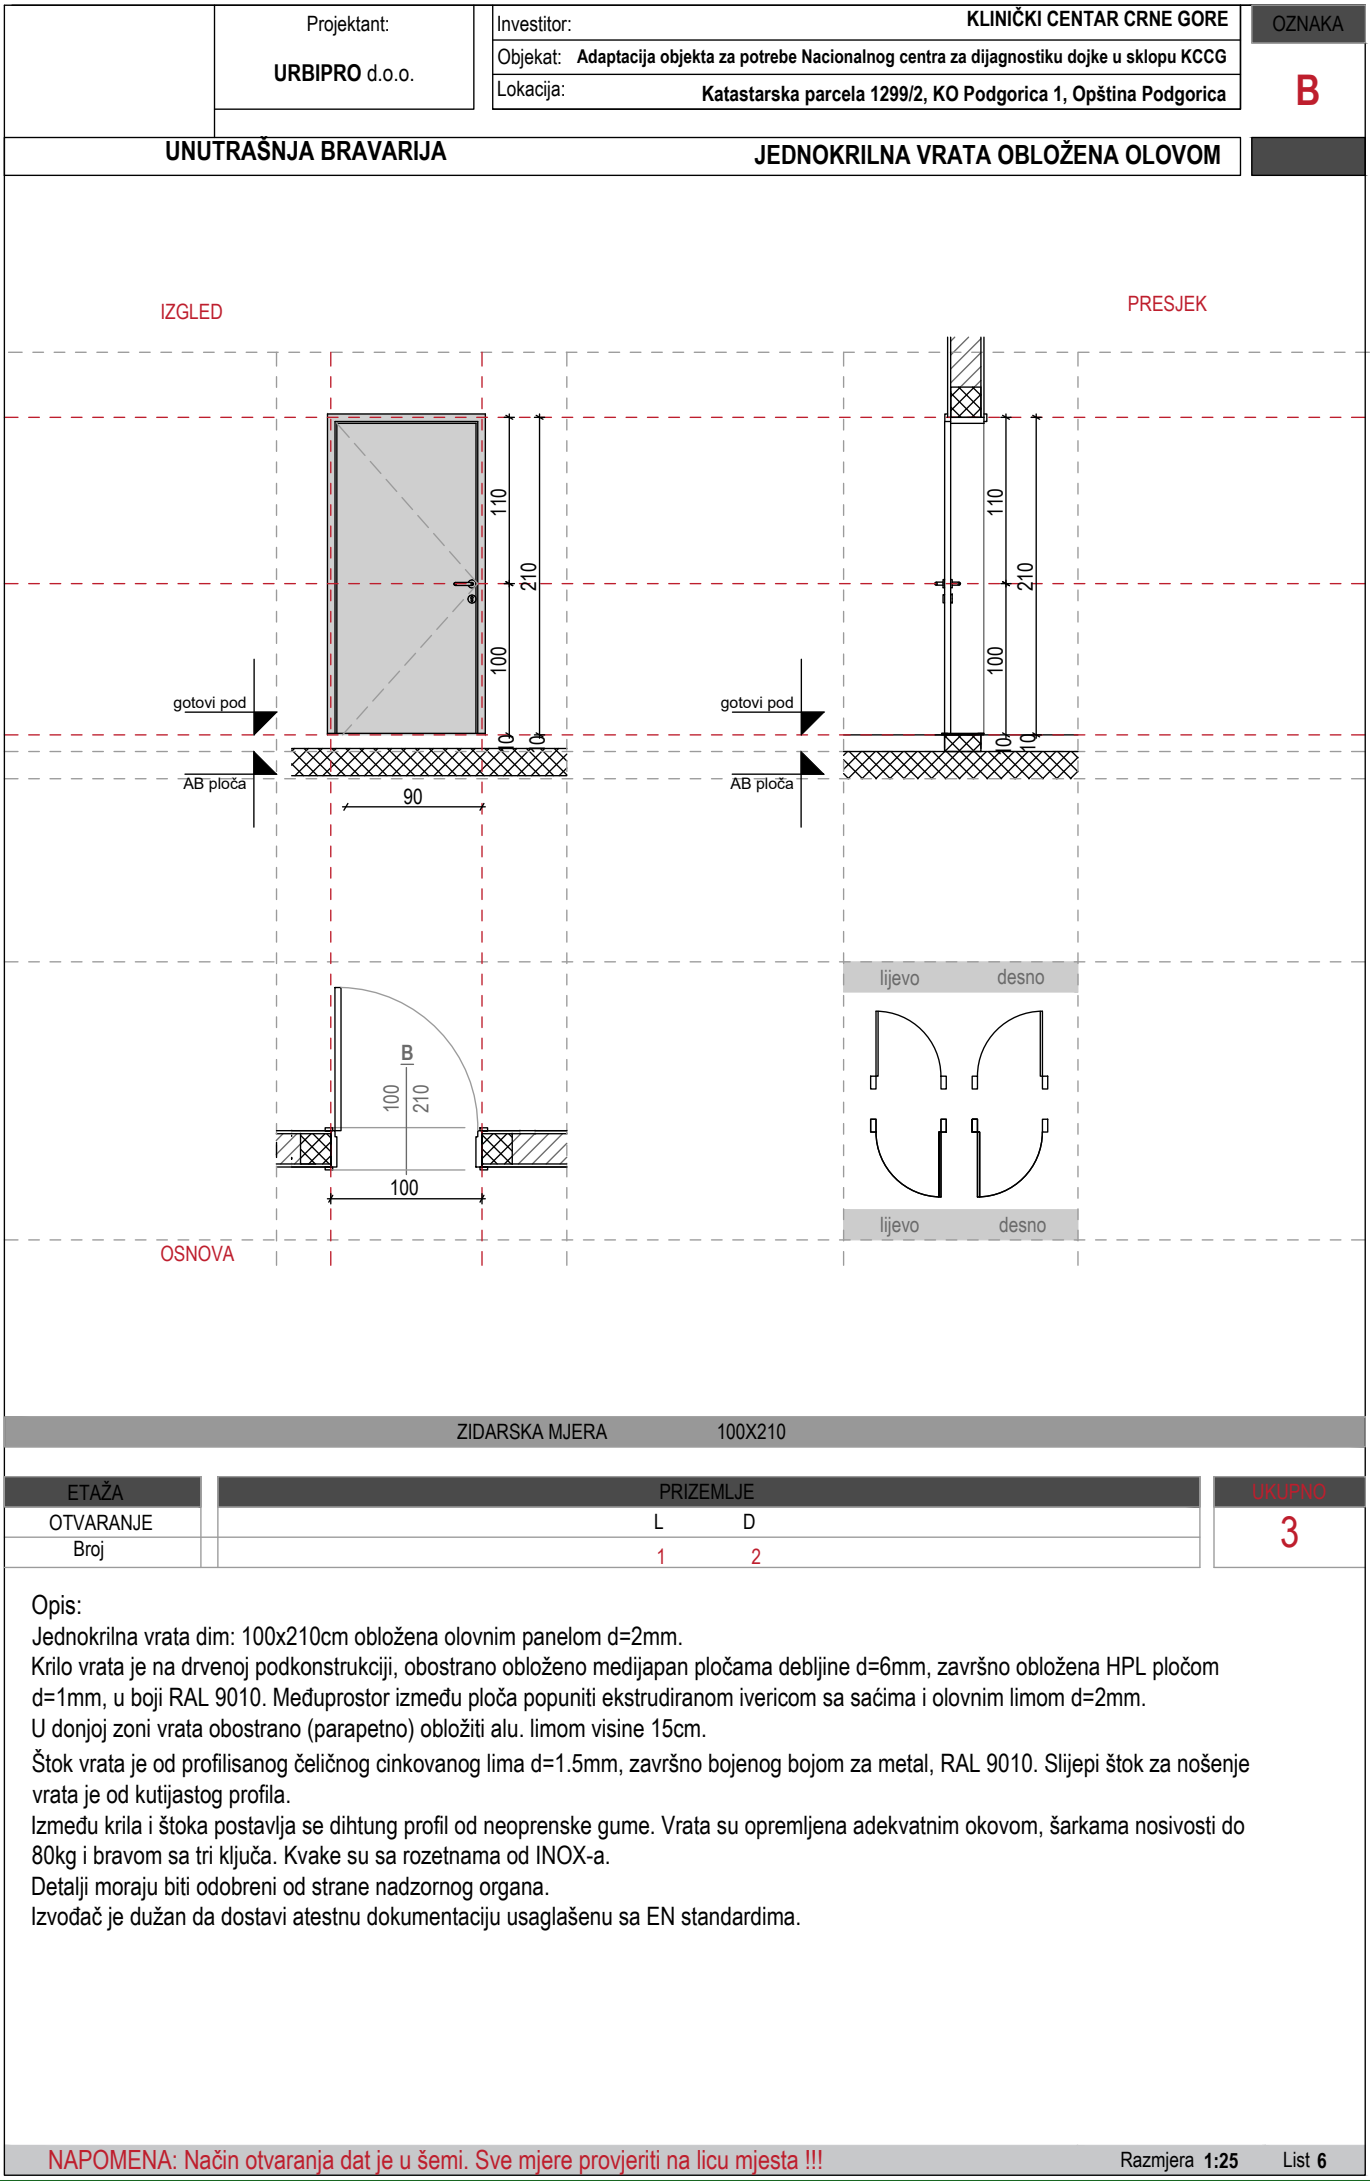 Projektant:
URBIPRO d.o.o.
Investitor: KLINIČKI CENTAR CRNE GORE
Objekat: Adaptacija objekta za potrebe Nacionalnog centra za dijagnostiku dojke u sklopu KCCG
Lokacija: Katastarska parcela 1299/2, KO Podgorica 1, Opština Podgorica
OZNAKA
B
UNUTRAŠNJA BRAVARIJA JEDNOKRILNA VRATA OBLOŽENA OLOVOM
IZGLED
PRESJEK
110
210
100
10
10
gotovi pod
AB ploča
90
110
210
100
10
10
gotovi pod
AB ploča
B
100
210
100
OSNOVA
lijevo desno
lijevo desno
ZIDARSKA MJERA 100X210
ETAŽA PRIZEMLJE UKUPNO
OTVARANJE L D 3
Broj 1 2
Opis:
Jednokrilna vrata dim: 100x210cm obložena olovnim panelom d=2mm.
Krilo vrata je na drvenoj podkonstrukciji, obostrano obloženo medijapan pločama debljine d=6mm, završno obložena HPL pločom
d=1mm, u boji RAL 9010. Međuprostor između ploča popuniti ekstrudiranom ivericom sa saćima i olovnim limom d=2mm.
U donjoj zoni vrata obostrano (parapetno) obložiti alu. limom visine 15cm.
Štok vrata je od profilisanog čeličnog cinkovanog lima d=1.5mm, završno bojenog bojom za metal, RAL 9010. Slijepi štok za nošenje
vrata je od kutijastog profila.
Između krila i štoka postavlja se dihtung profil od neoprenske gume. Vrata su opremljena adekvatnim okovom, šarkama nosivosti do
80kg i bravom sa tri ključa. Kvake su sa rozetnama od INOX-a.
Detalji moraju biti odobreni od strane nadzornog organa.
Izvođač je dužan da dostavi atestnu dokumentaciju usaglašenu sa EN standardima.
NAPOMENA: Način otvaranja dat je u šemi. Sve mjere provjeriti na licu mjesta !!! Razmjera 1:25 List 6